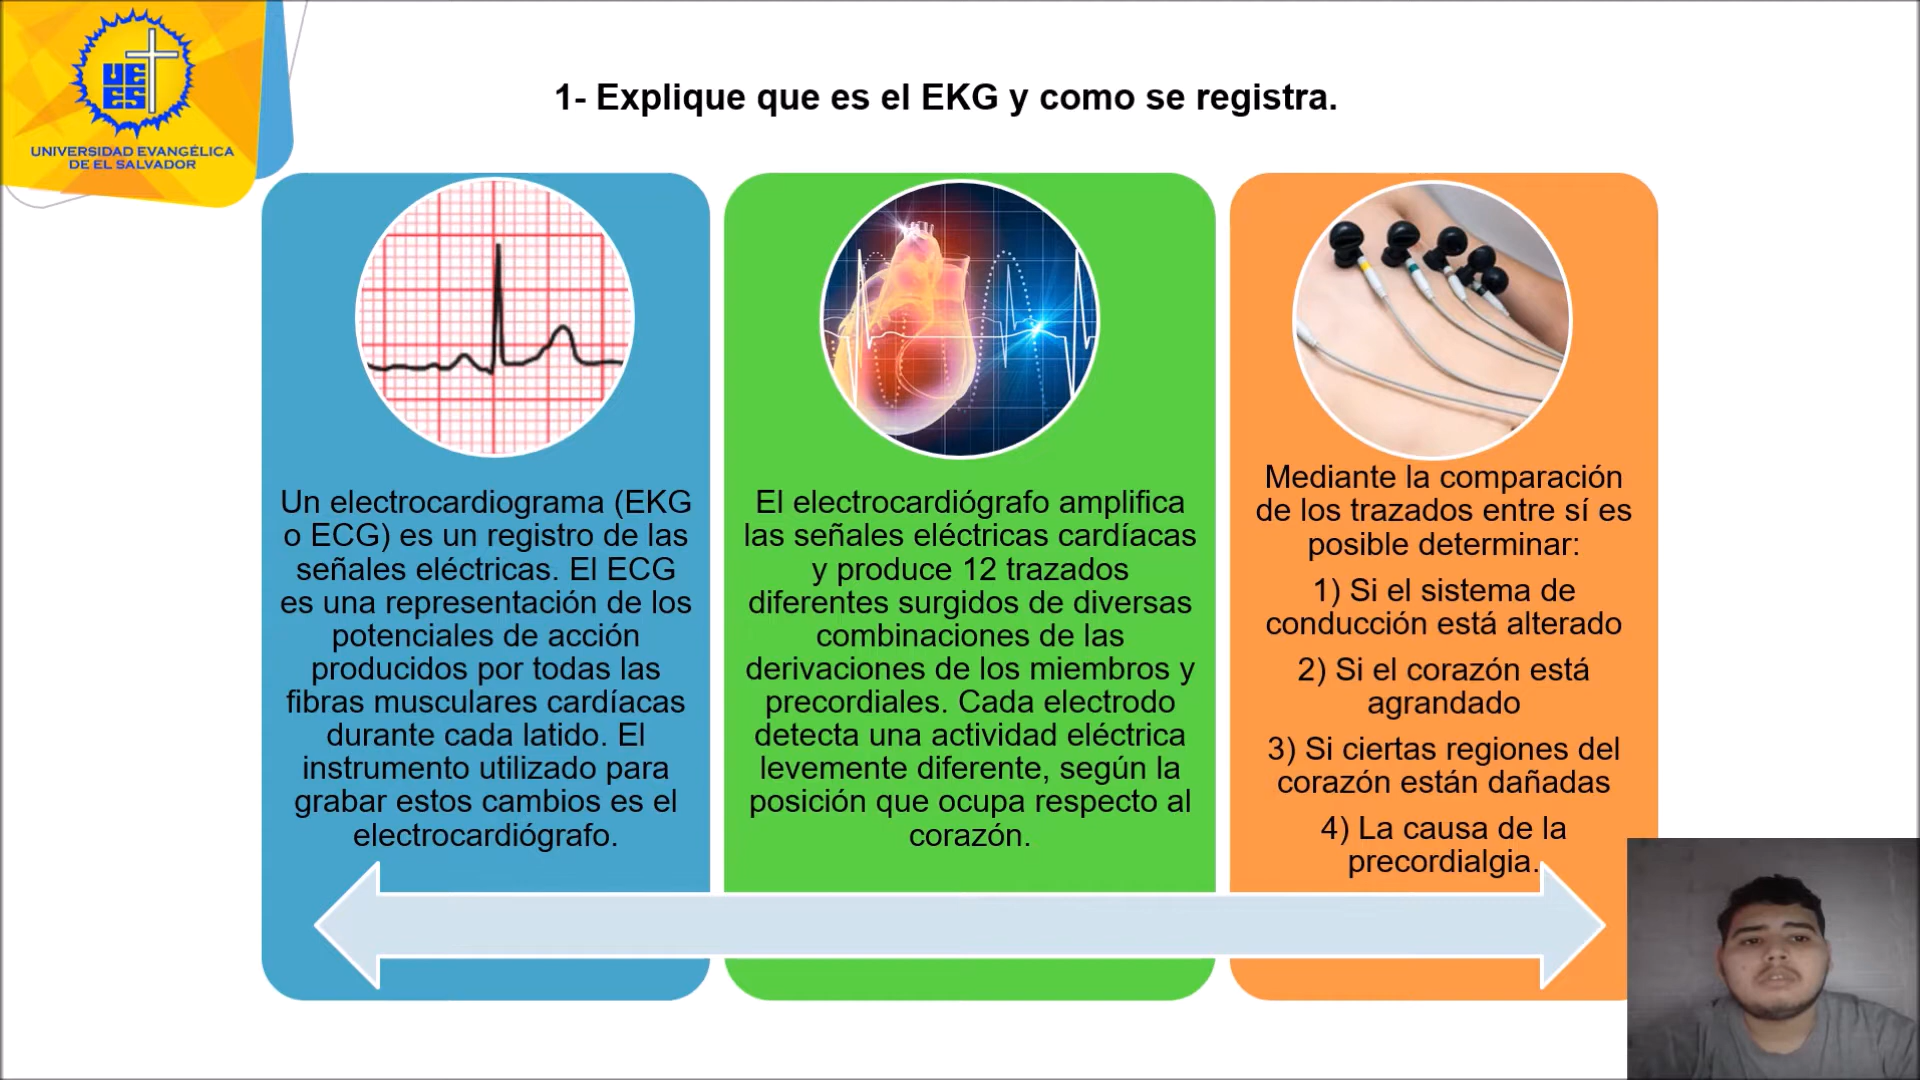 UE
ES
UNIVERSIDAD EVANGÉLICA
DE EL SALVADOR
1- Explique que es el EKG y como se registra.
Un electrocardiograma (EKG
o ECG) es un registro de las
señales eléctricas. El ECG
es una representación de los
potenciales de acción
producidos por todas las
fibras musculares cardíacas
durante cada latido. El
instrumento utilizado para
grabar estos cambios es el
electrocardiógrafo.
El electrocardiógrafo amplifica
las señales eléctricas cardíacas
y produce 12 trazados
diferentes surgidos de diversas
combinaciones de las
derivaciones de los miembros y
precordiales. Cada electrodo
detecta una actividad eléctrica
levemente diferente, según la
posición que ocupa respecto al
corazón.
Mediante la comparación
de los trazados entre sí es
posible determinar:
1) Si el sistema de
conducción está alterado
2) Si el corazón está
agrandado
3) Si ciertas regiones del
corazón están dañadas
4) La causa de la
precordialgia.